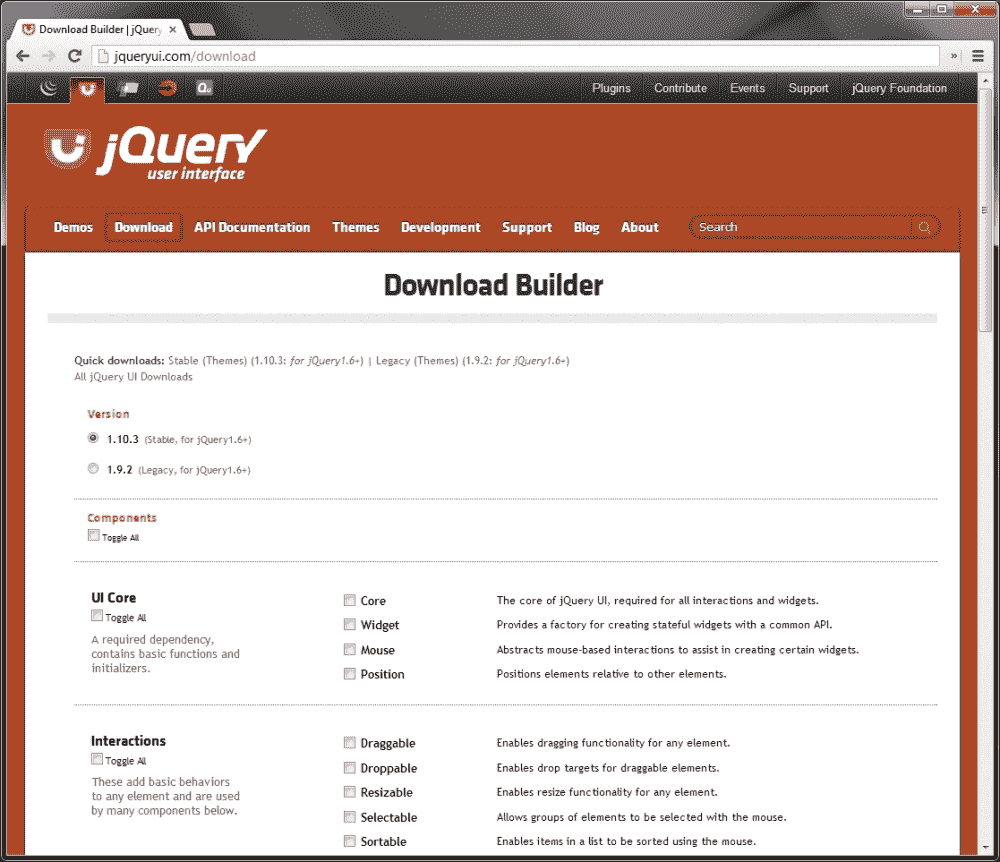 Download Builder | jQuery
jqueryui.com/download
Plugins Contribute Events Support jQuery Foundation
jQuery
user interface
Demos Download API Documentation Themes Development Support Blog About Search
Download Builder
Quick downloads: Stable (Themes) (1.10.3: for jQuery1.6+) | Legacy (Themes) (1.9.2: for jQuery1.6+)
All jQuery UI Downloads
Version
1.10.3 (Stable, for jQuery1.6+)
1.9.2 (Legacy, for jQuery1.6+)
Components
Toggle All
UI Core
Toggle All
A required dependency,
contains basic functions and
initializers.
Core The core of jQuery UI, required for all interactions and widgets.
Widget Provides a factory for creating stateful widgets with a common API.
Mouse Abstracts mouse-based interactions to assist in creating certain widgets.
Position Positions elements relative to other elements.
Interactions
Toggle All
These add basic behaviors
to any element and are used
by many components below.
Draggable Enables dragging functionality for any element.
Droppable Enables drop targets for draggable elements.
Resizable Enables resize functionality for any element.
Selectable Allows groups of elements to be selected with the mouse.
Sortable Enables items in a list to be sorted using the mouse.